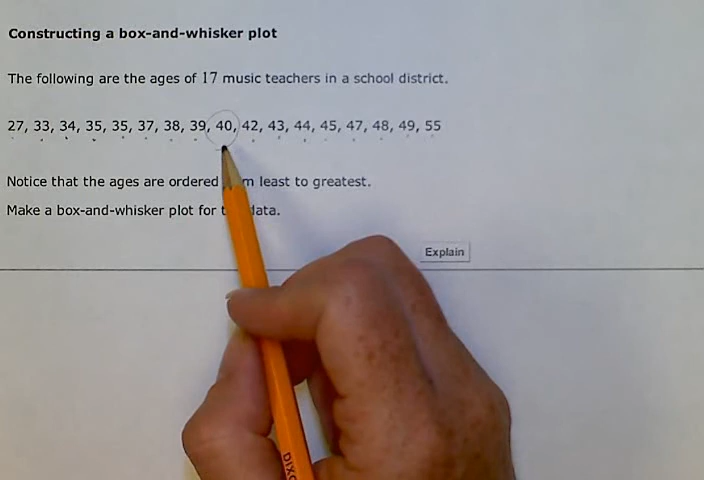 Constructing a box-and-whisker plot
The following are the ages of 17 music teachers in a school district.
27, 33, 34, 35, 35, 37, 38, 39, 40, 42, 43, 44, 45, 47, 48, 49, 55
Notice that the ages are ordered least to greatest.
Make a box-and-whisker plot for data.
Explain